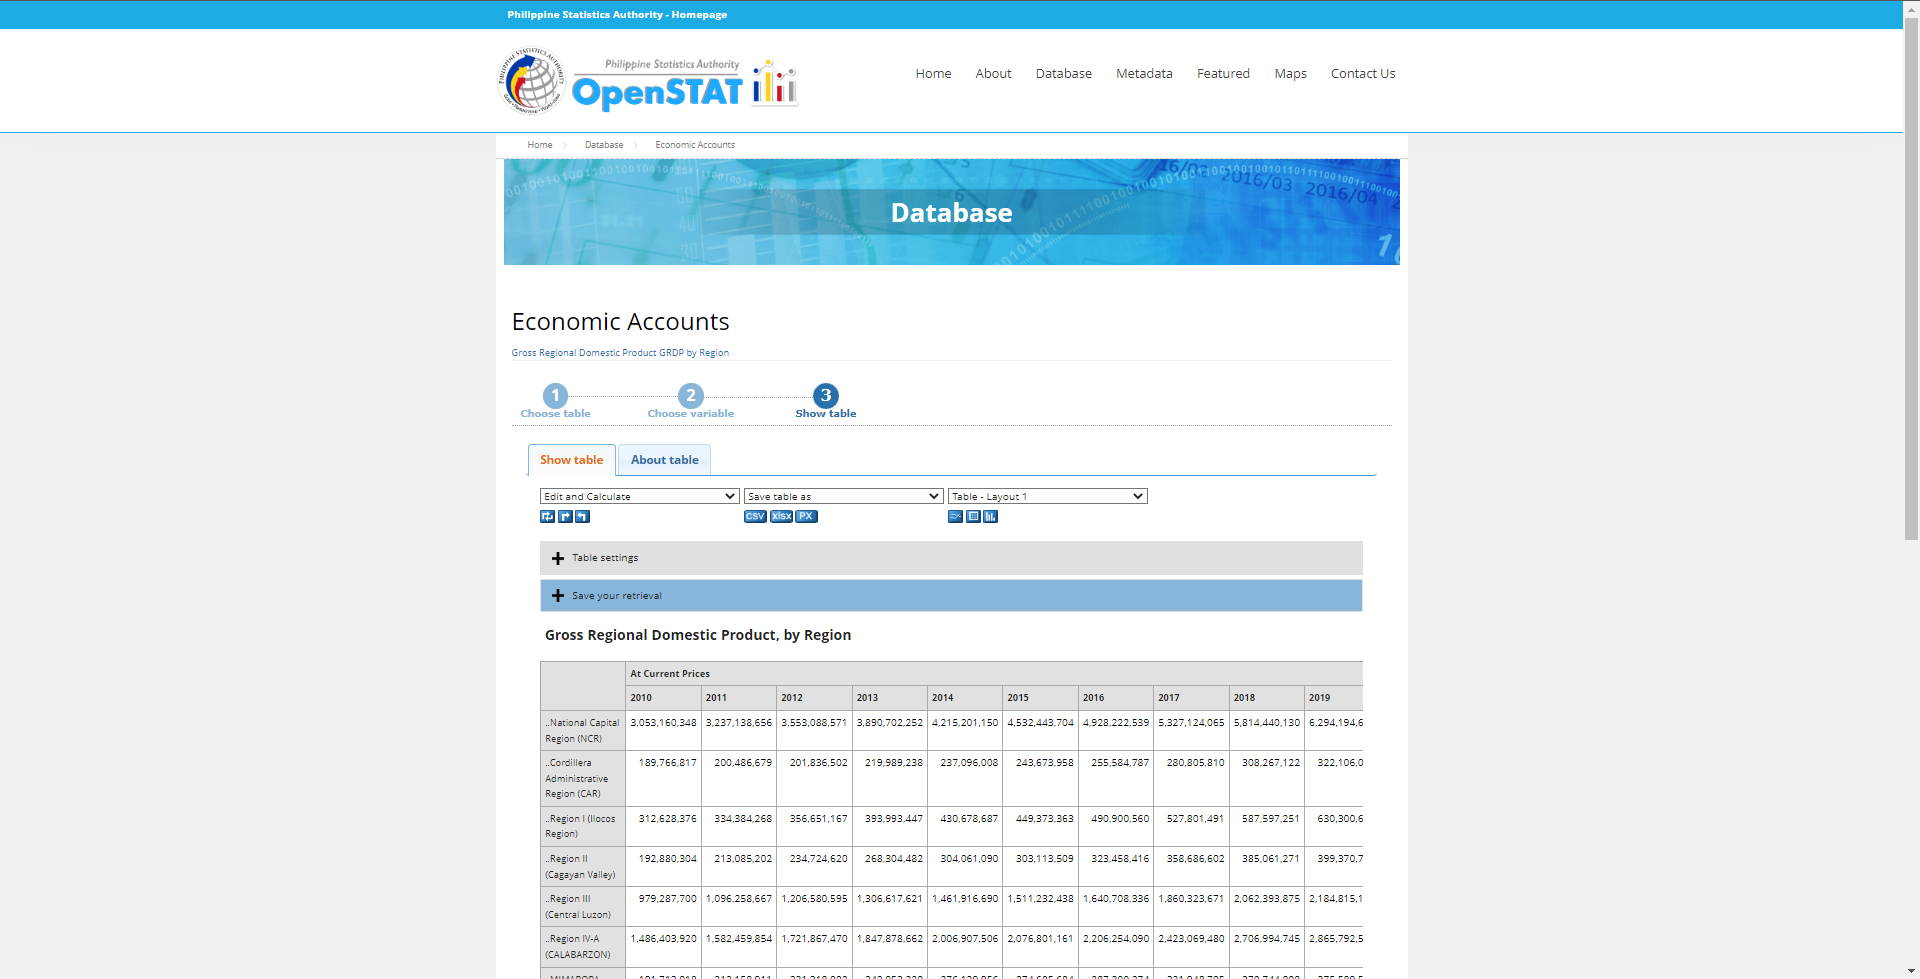 Philippine Statistics Authority - Homepage
Philippine Statistics Authority
OpenSTAT
Home About Database Metadata Featured Maps Contact Us
Home Database Economic Accounts
Database
Economic Accounts
Gross Regional Domestic Product GRDP by Region
1 2 3
Choose table Choose variable Show table
Show table About table
Edit and Calculate Save table as Table - Layout 1
CSV xlsx PX
Table settings
Save your retrieval
Gross Regional Domestic Product, by Region
At Current Prices
2010 2011 2012 2013 2014 2015 2016 2017 2018 2019
..National Capital Region (NCR) 3,053,160,348 3,237,138,656 3,553,088,571 3,890,702,252 4,215,201,150 4,532,443,704 4,928,222,539 5,327,124,065 5,814,440,130 6,294,194,6
..Cordillera Administrative Region (CAR) 189,766,817 200,486,679 201,836,502 219,989,238 237,096,008 243,673,958 255,584,787 280,805,810 308,267,122 322,106,0
..Region I (Ilocos Region) 312,628,376 334,384,268 356,651,167 393,993,447 430,678,687 449,373,363 490,900,560 527,801,491 587,597,251 630,300,6
..Region II (Cagayan Valley) 192,880,304 213,085,202 234,724,620 268,304,482 304,061,090 303,113,509 323,458,416 358,686,602 385,061,271 399,370,7
..Region III (Central Luzon) 979,287,700 1,096,258,667 1,206,580,595 1,306,617,621 1,461,916,690 1,511,232,438 1,640,708,336 1,860,323,671 2,062,393,875 2,184,815,1
..Region IV-A (CALABARZON) 1,486,403,920 1,582,459,854 1,721,867,470 1,847,878,662 2,006,907,506 2,076,801,161 2,206,254,090 2,423,069,480 2,706,994,745 2,865,792,5